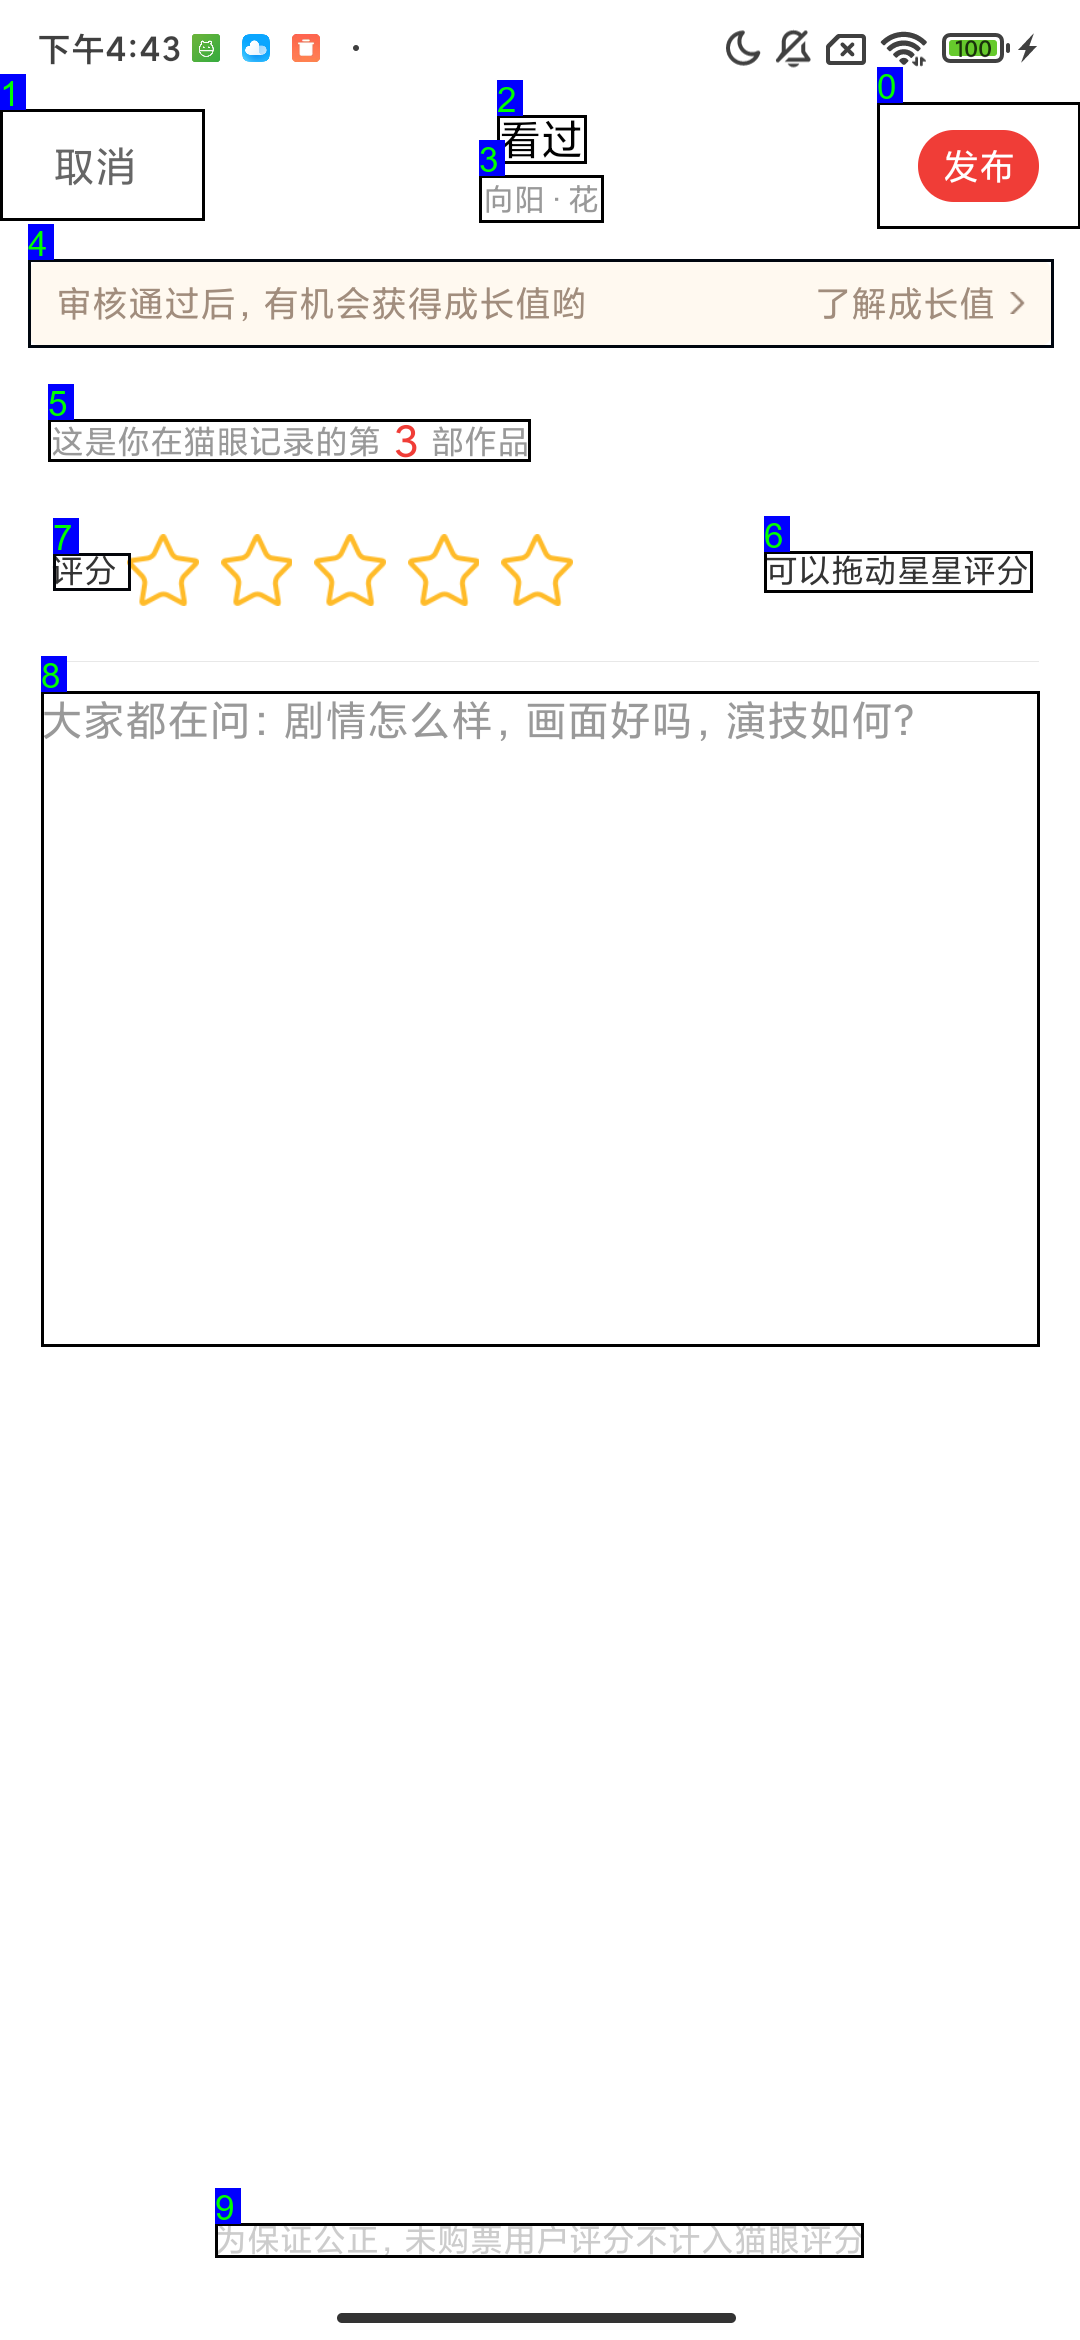 下午4:43
100
1
2
0
取消
看过
发布
3
向阳 · 花
4
审核通过后，有机会获得成长值哟
了解成长值
5
这是你在猫眼记录的第 3 部作品
7
6
评分
可以拖动星星评分
8
大家都在问：剧情怎么样，画面好吗，演技如何？
9
为保证公正，未购票用户评分不计入猫眼评分